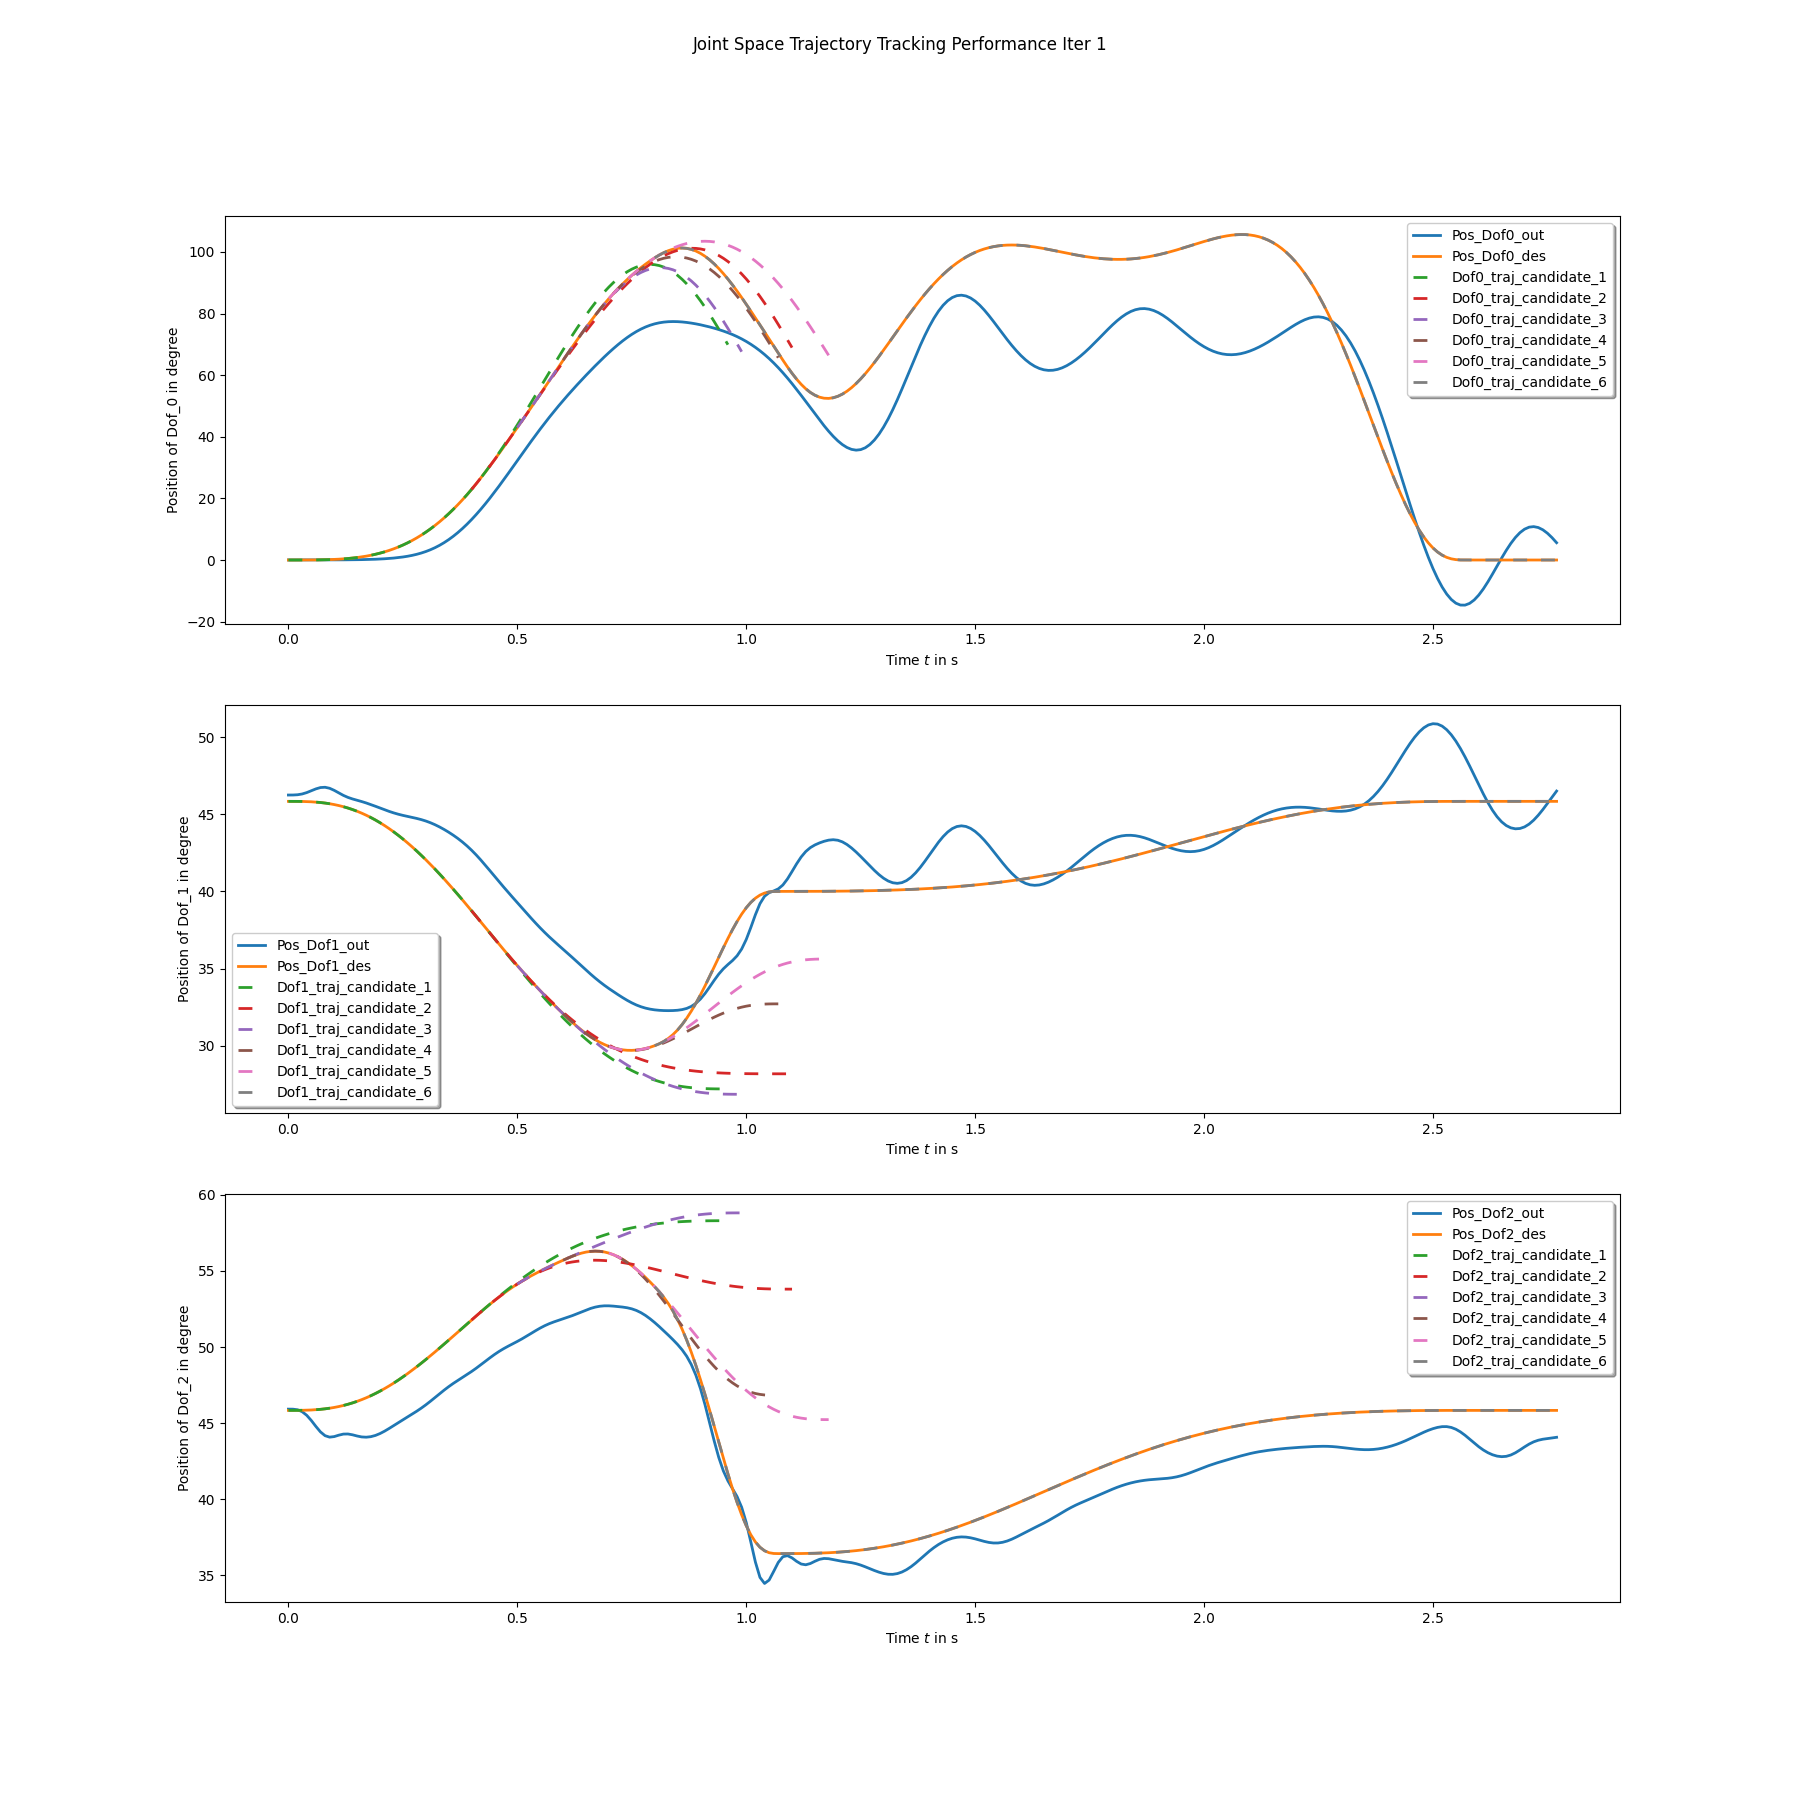 Joint Space Trajectory Tracking Performance Iter 1
Position of Dof_0 in degree
100
80
60
40
20
0
−20
Pos_Dof0_out
Pos_Dof0_des
Dof0_traj_candidate_1
Dof0_traj_candidate_2
Dof0_traj_candidate_3
Dof0_traj_candidate_4
Dof0_traj_candidate_5
Dof0_traj_candidate_6
0.0 0.5 1.0 1.5 2.0 2.5
Time t in s
Position of Dof_1 in degree
50
45
40
35
30
Pos_Dof1_out
Pos_Dof1_des
Dof1_traj_candidate_1
Dof1_traj_candidate_2
Dof1_traj_candidate_3
Dof1_traj_candidate_4
Dof1_traj_candidate_5
Dof1_traj_candidate_6
0.0 0.5 1.0 1.5 2.0 2.5
Time t in s
Position of Dof_2 in degree
60
55
50
45
40
35
Pos_Dof2_out
Pos_Dof2_des
Dof2_traj_candidate_1
Dof2_traj_candidate_2
Dof2_traj_candidate_3
Dof2_traj_candidate_4
Dof2_traj_candidate_5
Dof2_traj_candidate_6
0.0 0.5 1.0 1.5 2.0 2.5
Time t in s